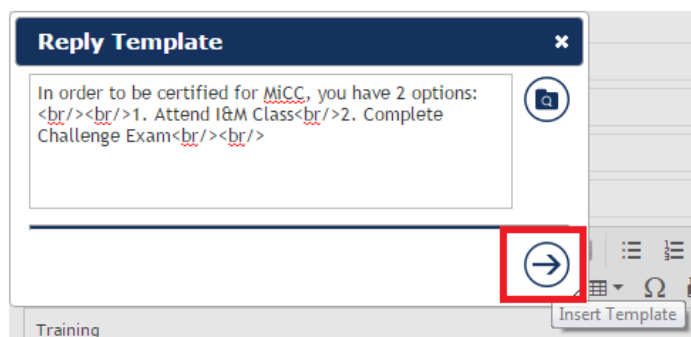 Reply Template
In order to be certified for MiCC, you have 2 options:
<br/><br/>1. Attend I&M Class<br/>2. Complete
Challenge Exam<br/><br/>
Insert Template
Training